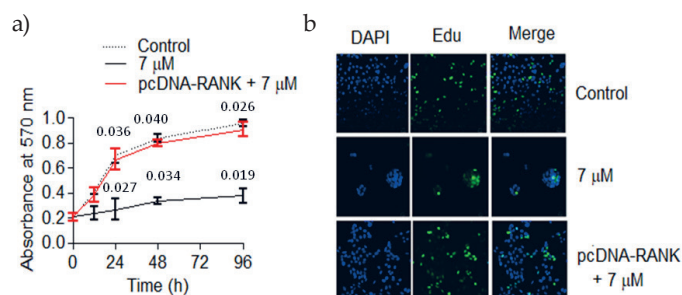 a)
Control
7 μM
pcDNA-RANK + 7 μM
Absorbance at 570 nm
1.0
0.8
0.6
0.4
0.2
0.0
0.036
0.040
0.026
0.027
0.034
0.019
0 24 48 72 96
Time (h)
b
DAPI Edu Merge
Control
7 μM
pcDNA-RANK
+ 7 μM